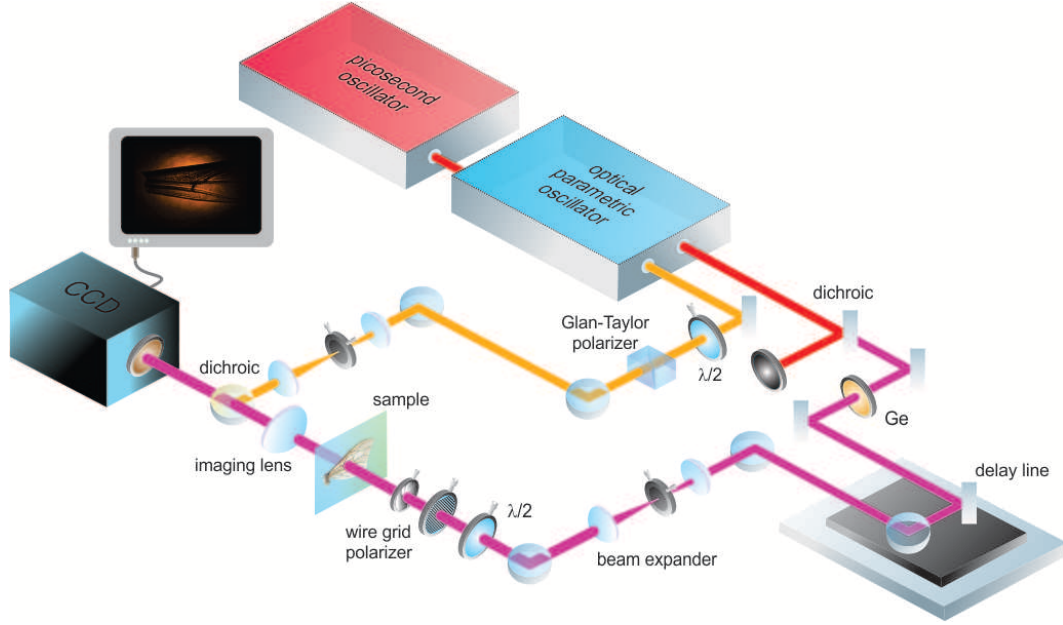 picosecond
oscillator
optical
parametric
oscillator
CCD
dichroic
Glan-Taylor
polarizer
λ/2
dichroic
Ge
sample
imaging lens
delay line
wire grid
polarizer
λ/2
beam expander